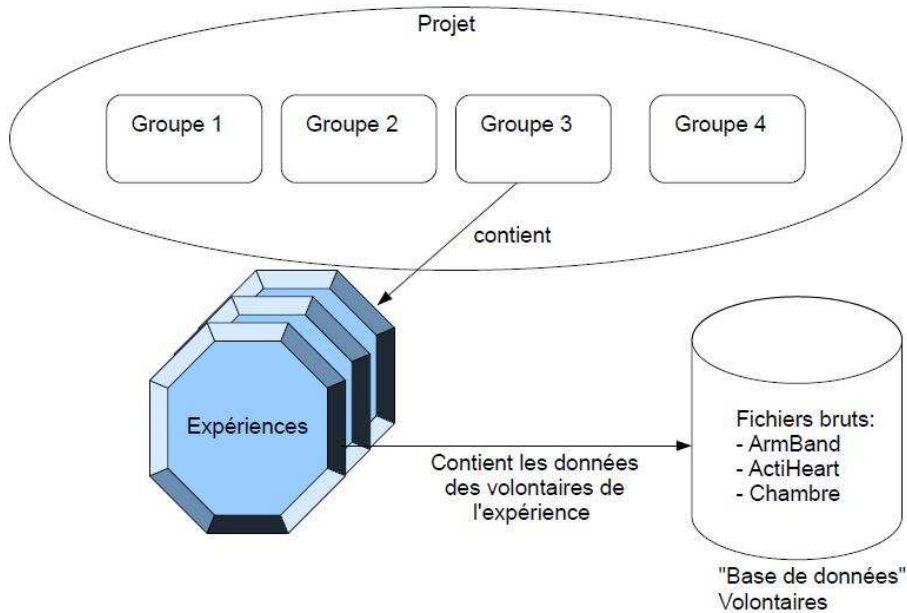 Projet
Groupe 1
Groupe 2
Groupe 3
Groupe 4
contient
Expériences
Contient les données
des volontaires de
l'expérience
Fichiers bruts:
- ArmBand
- ActiHeart
- Chambre
"Base de données"
Volontaires